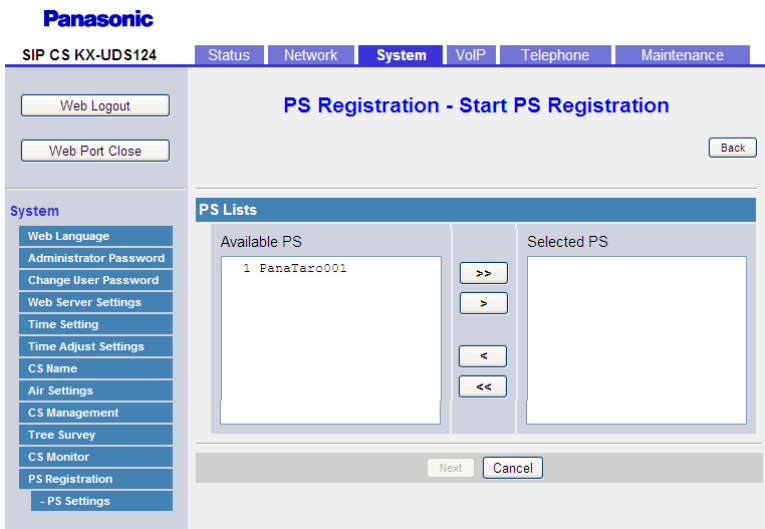 Panasonic
SIP CS KX-UDS124
Status Network System VoIP Telephone Maintenance
Web Logout
Web Port Close
PS Registration - Start PS Registration
Back
System
Web Language
Administrator Password
Change User Password
Web Server Settings
Time Setting
Time Adjust Settings
CS Name
Air Settings
CS Management
Tree Survey
CS Monitor
PS Registration
- PS Settings
PS Lists
Available PS
1 PanaTaro001
>>
>
<
<<
Selected PS
Next Cancel